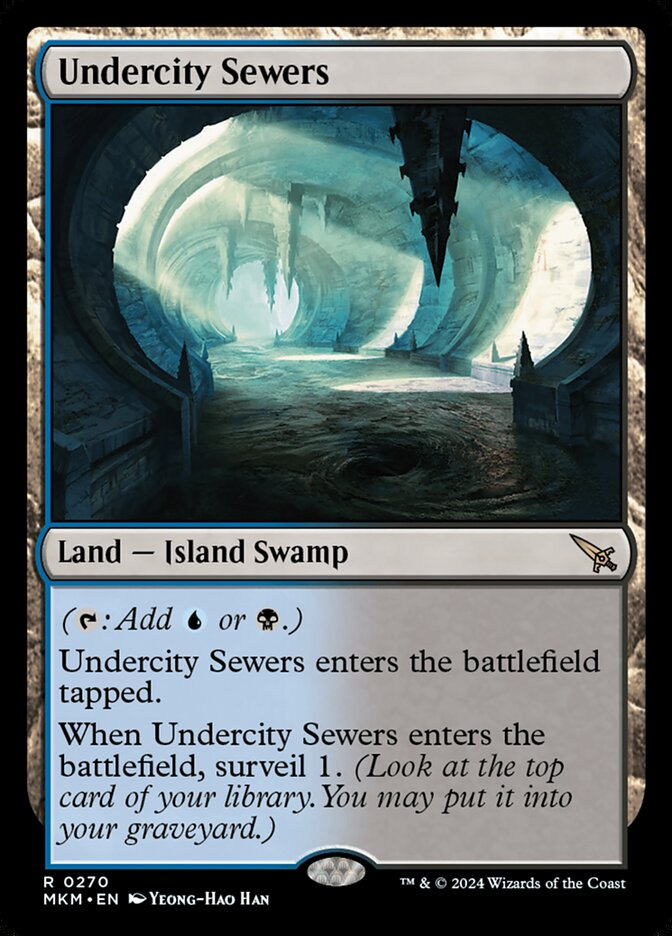 Undercity Sewers
Land — Island Swamp
(: Add  or .)
Undercity Sewers enters the battlefield
tapped.
When Undercity Sewers enters the
battlefield, surveil 1. (Look at the top
card of your library. You may put it into
your graveyard.)
R 0270
MKM • EN Yeong-Hao Han
™ & © 2024 Wizards of the Coast